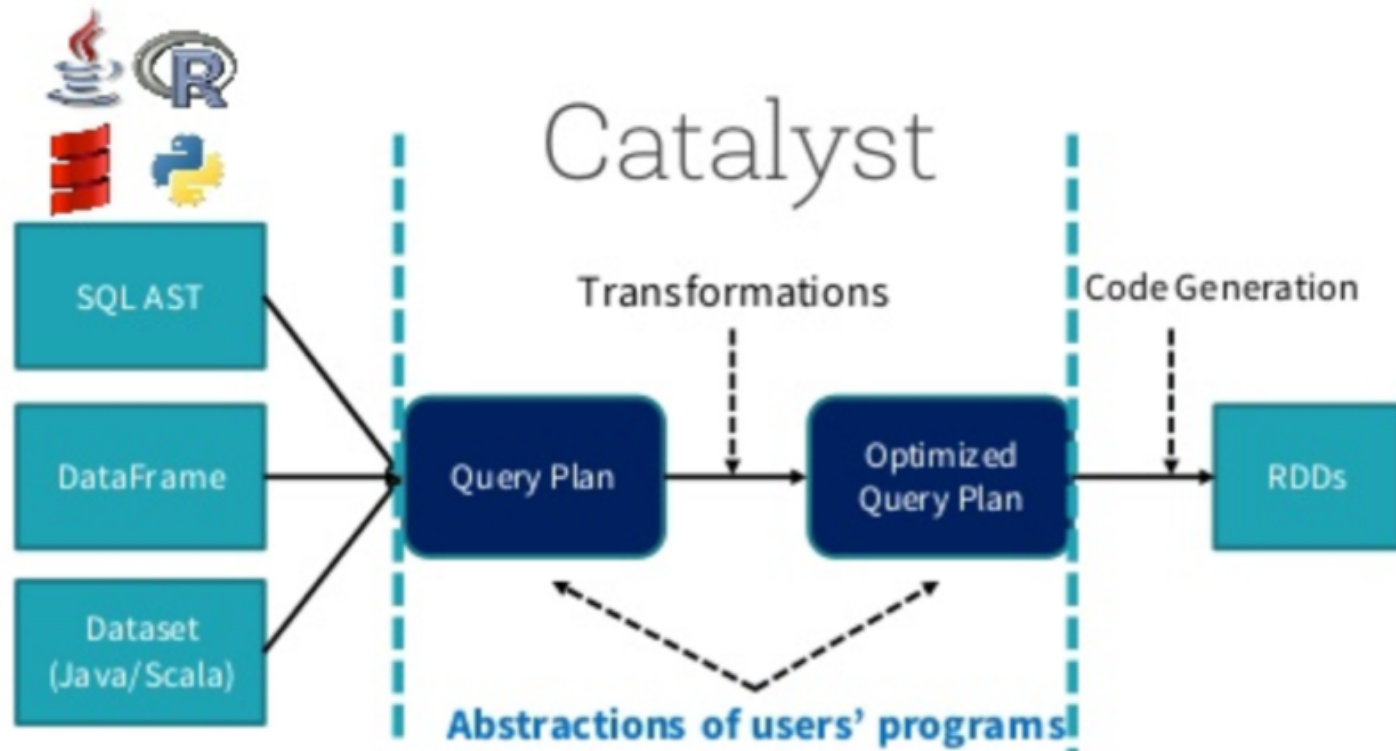 R
Catalyst
SQL AST
DataFrame
Dataset
(Java/Scala)
Transformations
Query Plan
Optimized
Query Plan
Code Generation
RDDs
Abstractions of users' programs